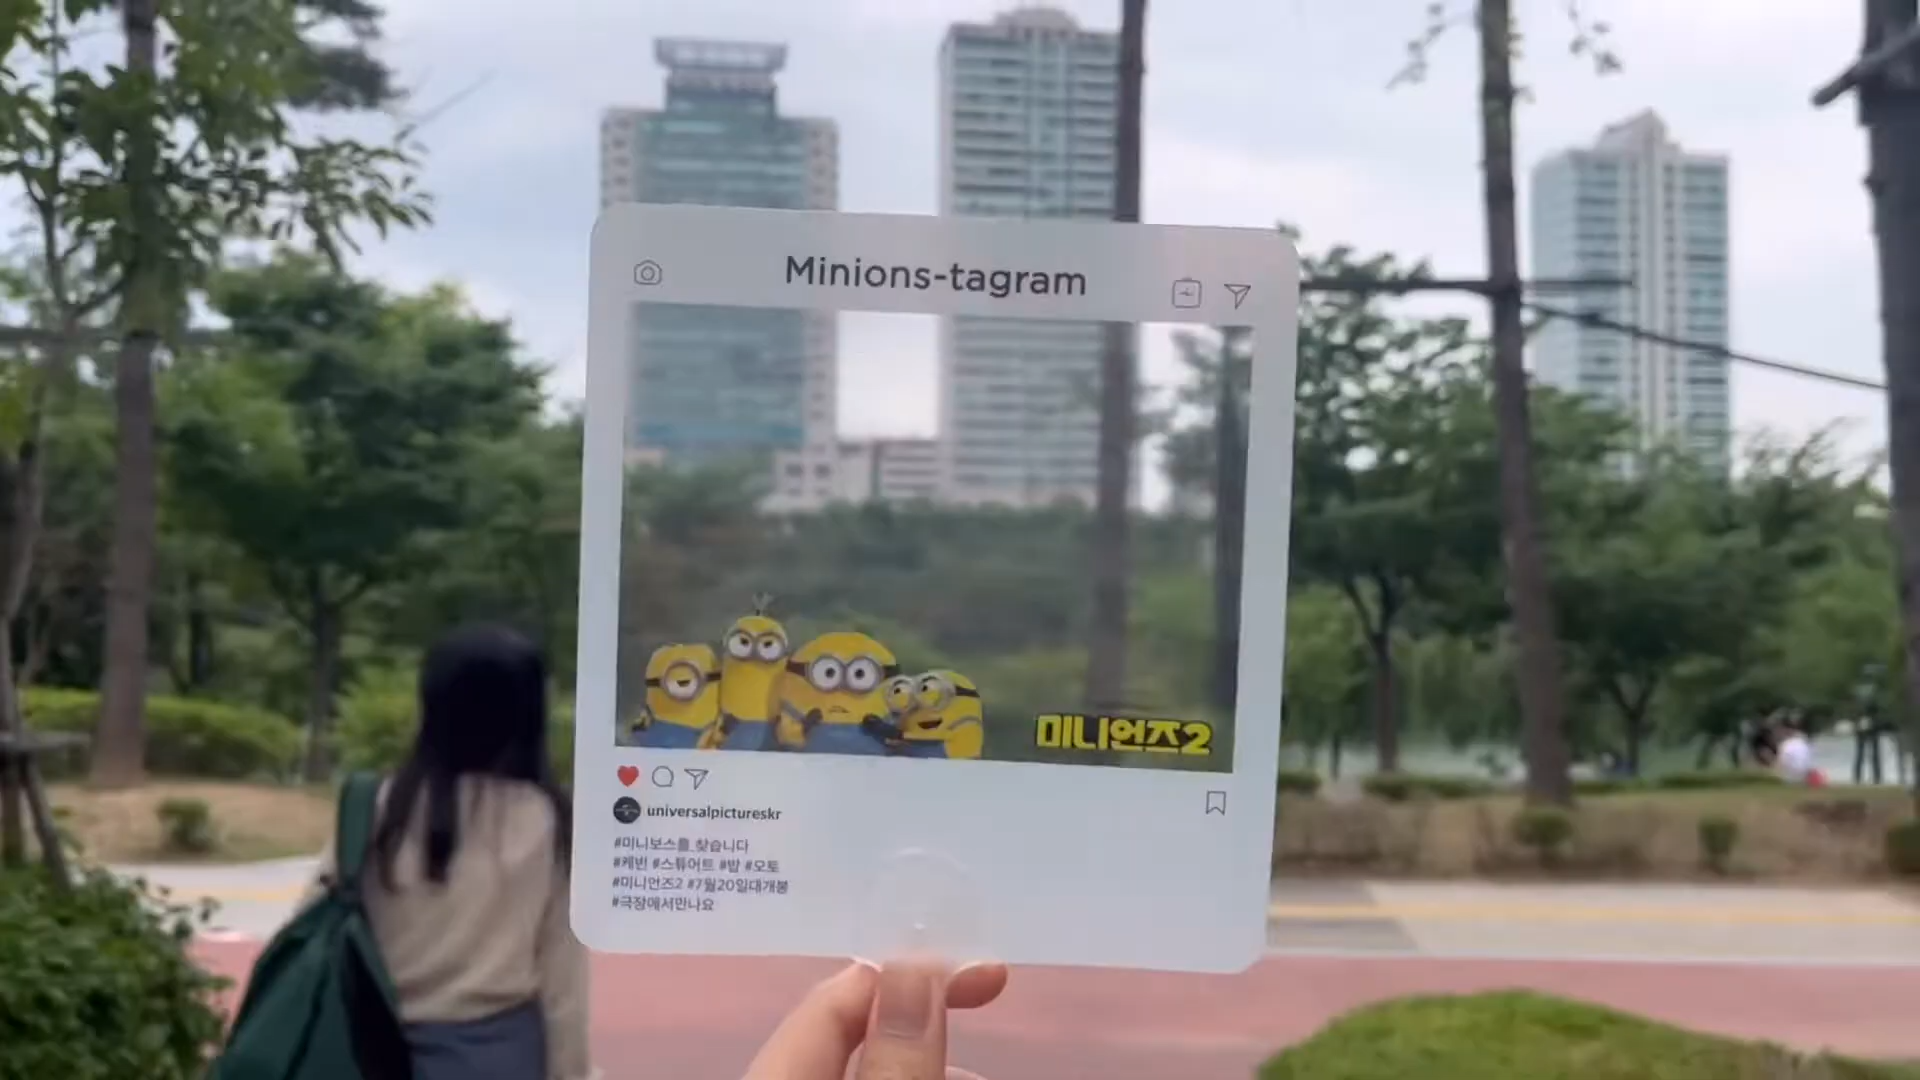 Minions-tagram
미니언즈2
universalpictureskr
#미니보스를_찾습니다
#케빈 #스튜어트 #밥 #오토
#미니언즈2 #7월20일대개봉
#극장에서만나요